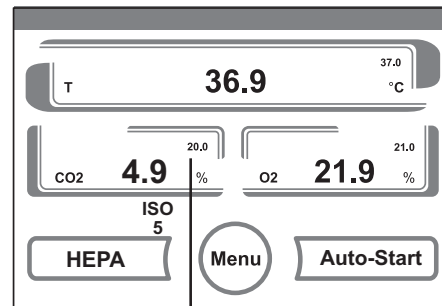 37.0
T 36.9 °C
20.0
CO2 4.9 %
21.0
O2 21.9 %
ISO
5
HEPA
Menu
Auto-Start